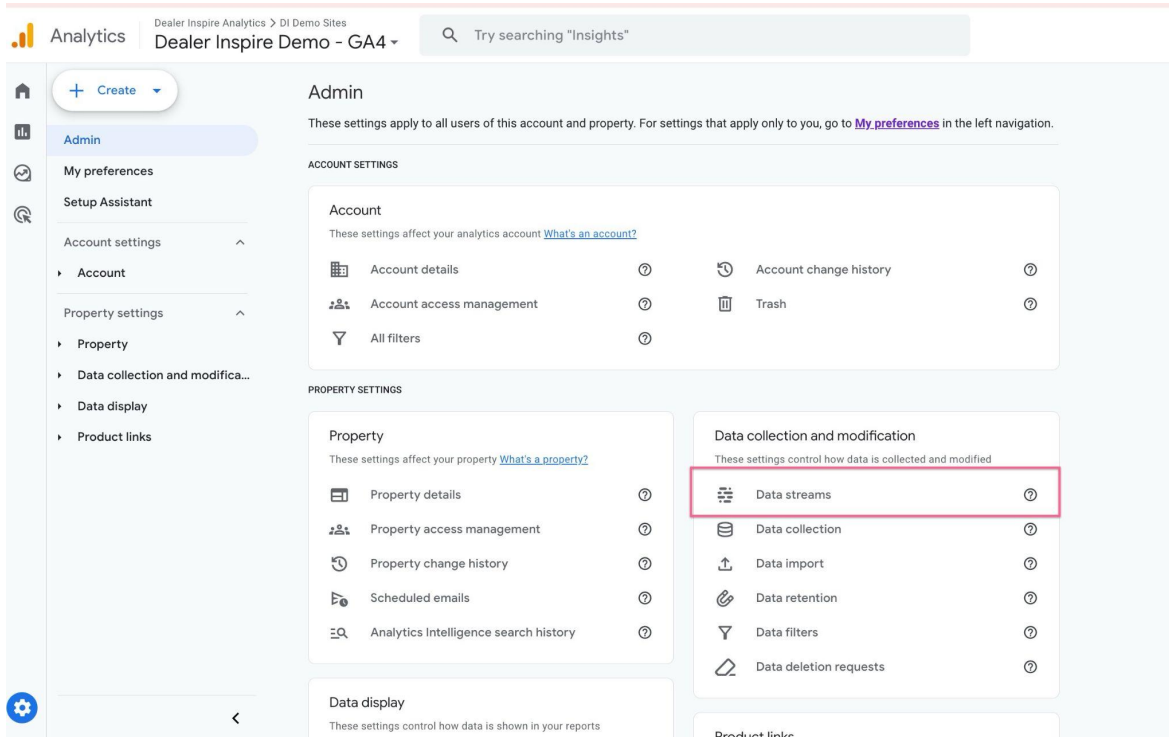 Analytics
Dealer Inspire Analytics > DI Demo Sites
Dealer Inspire Demo - GA4
Try searching "Insights"
+ Create
Admin
My preferences
Setup Assistant
Account settings
Account
Property settings
Property
Data collection and modifica...
Data display
Product links
Admin
These settings apply to all users of this account and property. For settings that apply only to you, go to My preferences in the left navigation.
ACCOUNT SETTINGS
Account
These settings affect your analytics account What's an account?
Account details
Account access management
All filters
Account change history
Trash
PROPERTY SETTINGS
Property
These settings affect your property What's a property?
Property details
Property access management
Property change history
Scheduled emails
Analytics Intelligence search history
Data collection and modification
These settings control how data is collected and modified
Data streams
Data collection
Data import
Data retention
Data filters
Data deletion requests
Data display
These settings control how data is shown in your reports
Product links